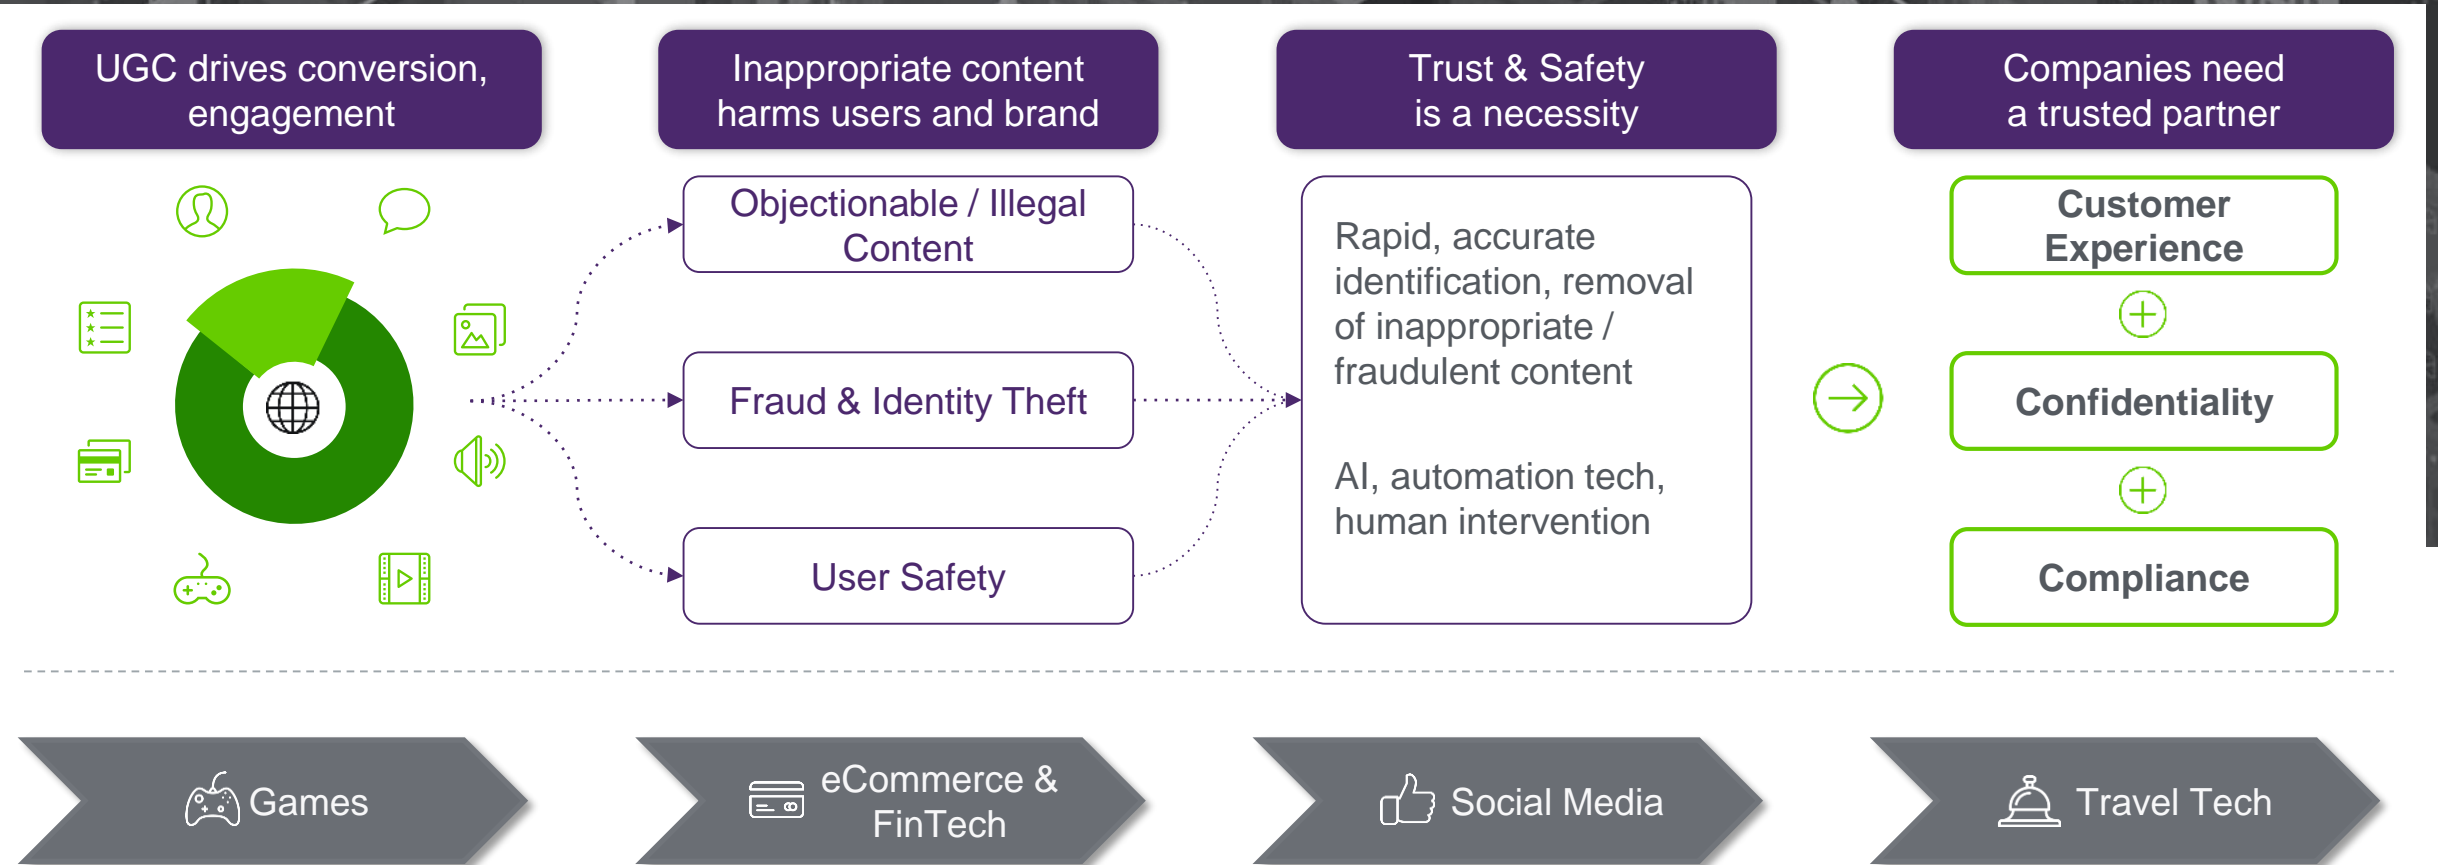 UGC drives conversion,
engagement
Inappropriate content
harms users and brand
Trust & Safety
is a necessity
Companies need
a trusted partner
Objectionable / Illegal
Content
Fraud & Identity Theft
User Safety
Rapid, accurate
identification, removal
of inappropriate /
fraudulent content
AI, automation tech,
human intervention
Customer
Experience
Confidentiality
Compliance
Games
eCommerce &
FinTech
Social Media
Travel Tech